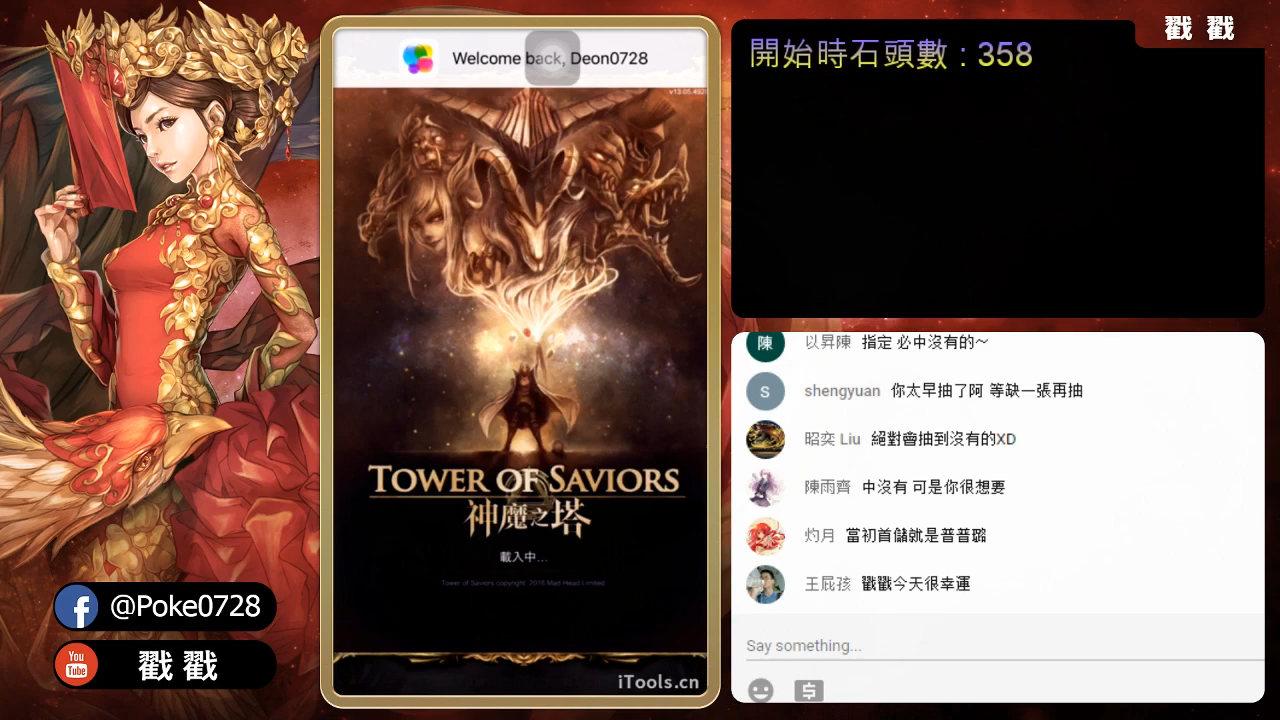 Welcome back, Deon0728
TOWER OF SAVIORS
神魔之塔
載入中...
Tower of Saviors copyright 2016 Mad Head Limited.
iTools.cn
@Poke0728
You Tube
戳 戳
戳 戳
開始時石頭數 : 358
陳 以昇陳 指定 必中沒有的～
S shengyuan 你太早抽了阿 等缺一張再抽
昭奕 Liu 絕對會抽到沒有的XD
陳雨齊 中沒有 可是你很想要
灼月 當初首儲就是普普璐
王屁孩 戳戳今天很幸運
Say something...